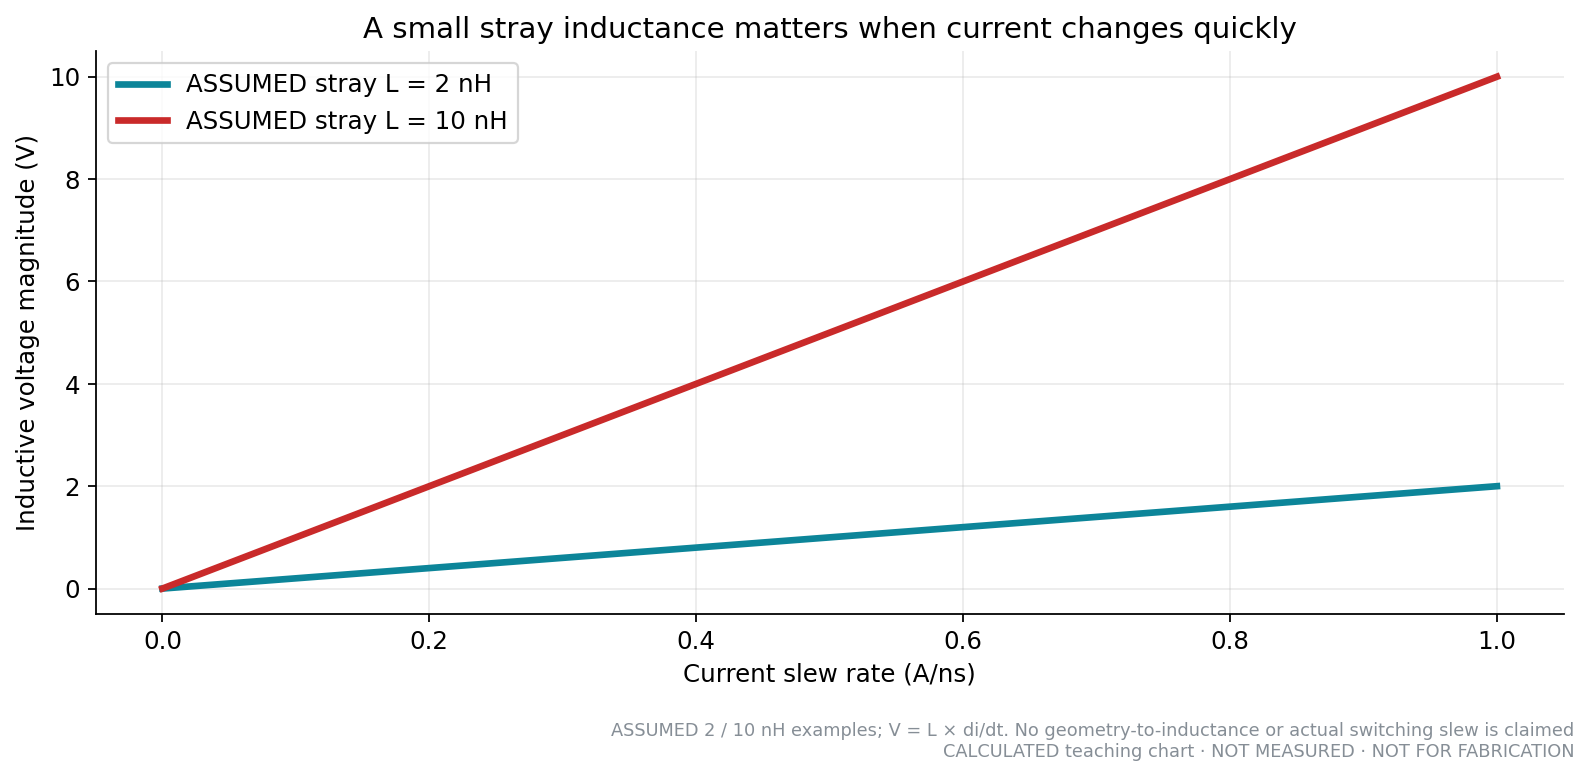 A small stray inductance matters when current changes quickly
ASSUMED stray L = 2 nH
ASSUMED stray L = 10 nH
Inductive voltage magnitude (V)
10
8
6
4
2
0
0.0 0.2 0.4 0.6 0.8 1.0
Current slew rate (A/ns)
ASSUMED 2 / 10 nH examples; V = L × di/dt. No geometry-to-inductance or actual switching slew is claimed
CALCULATED teaching chart · NOT MEASURED · NOT FOR FABRICATION